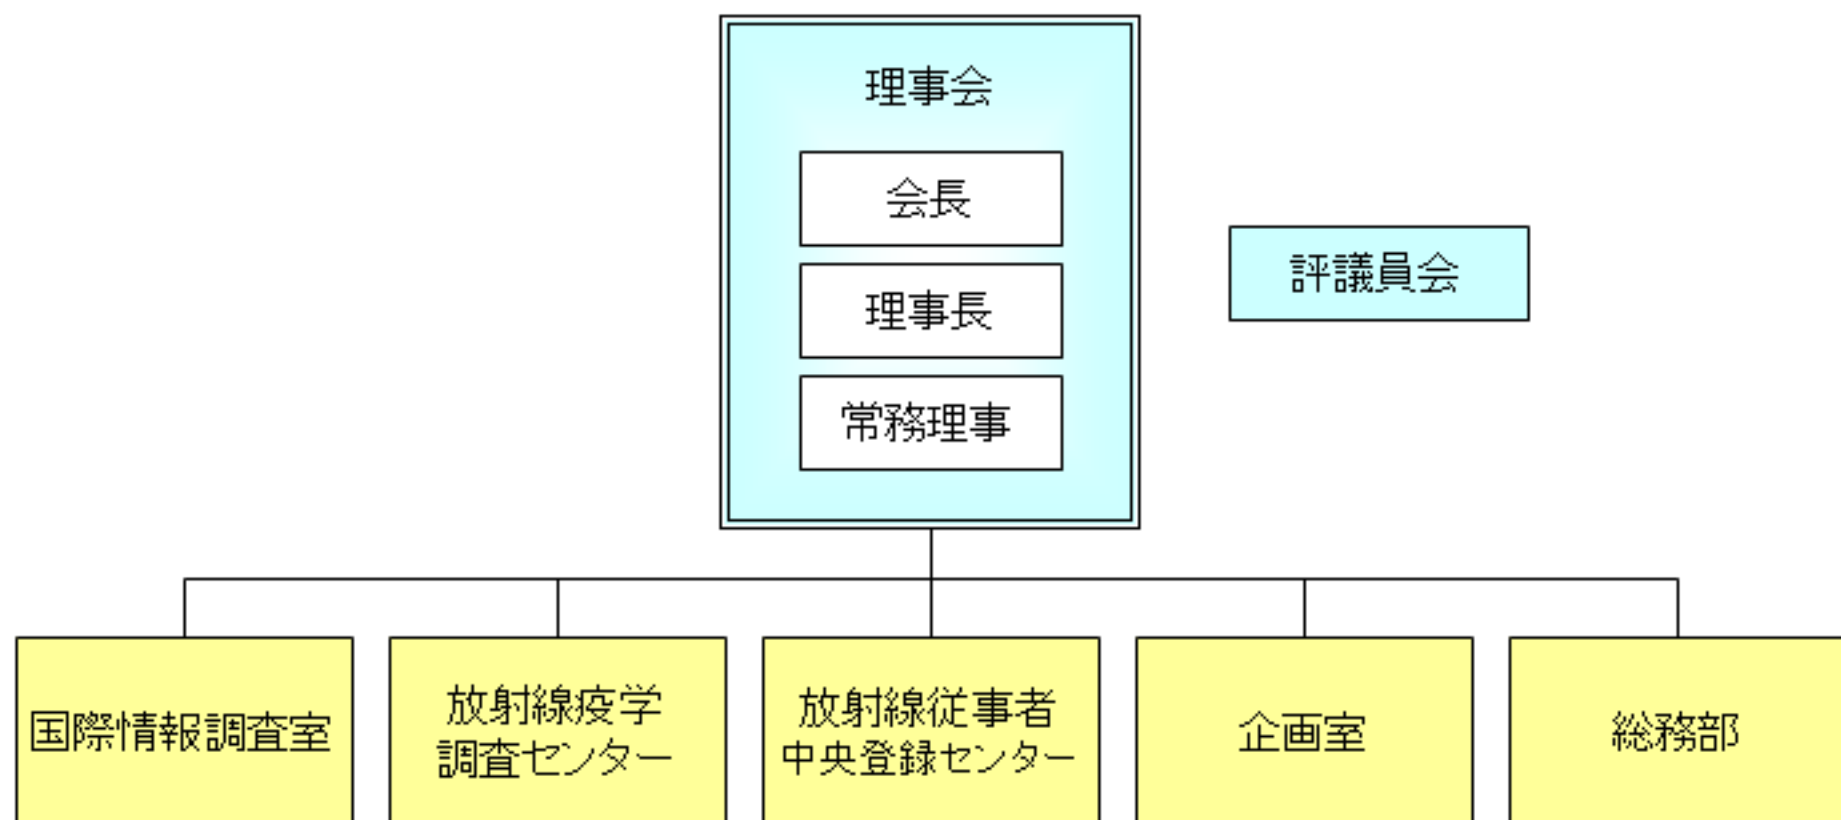 理事会
会長
理事長
常務理事
評議員会
国際情報調査室
放射線疫学
調査センター
放射線従事者
中央登録センター
企画室
総務部